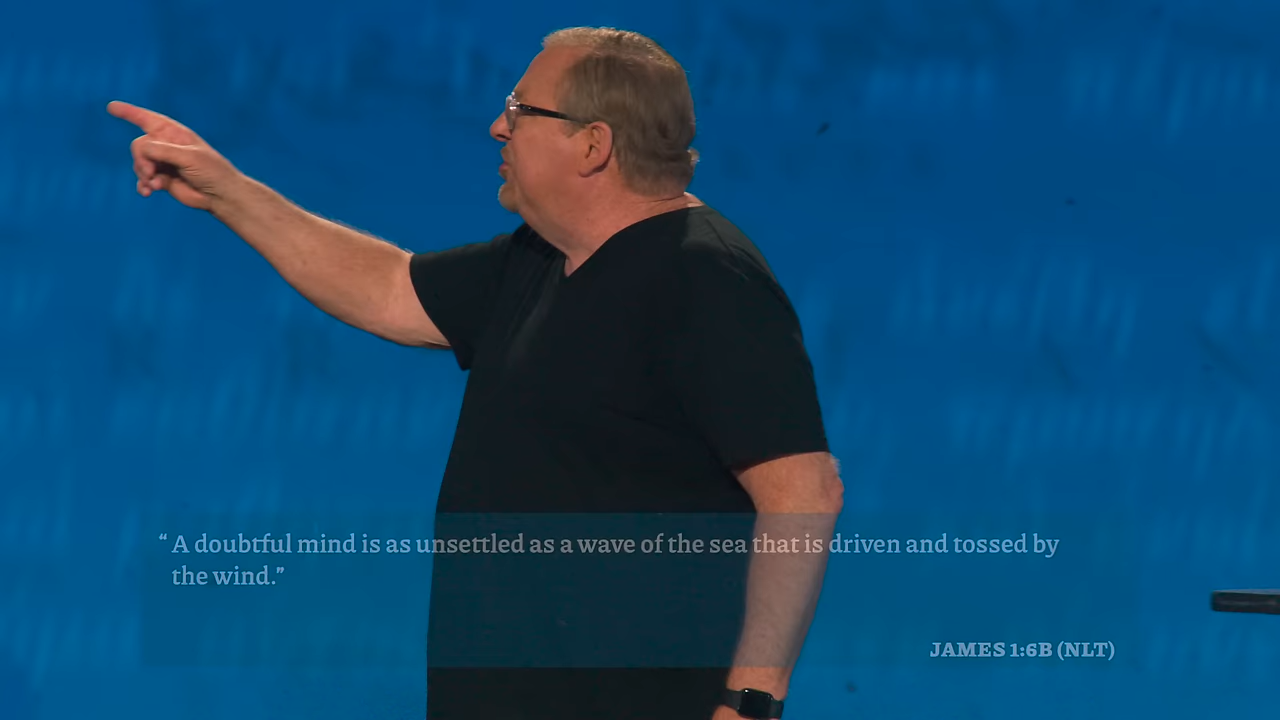 “A doubtful mind is as unsettled as a wave of the sea that is driven and tossed by
the wind.”
JAMES 1:6B (NLT)